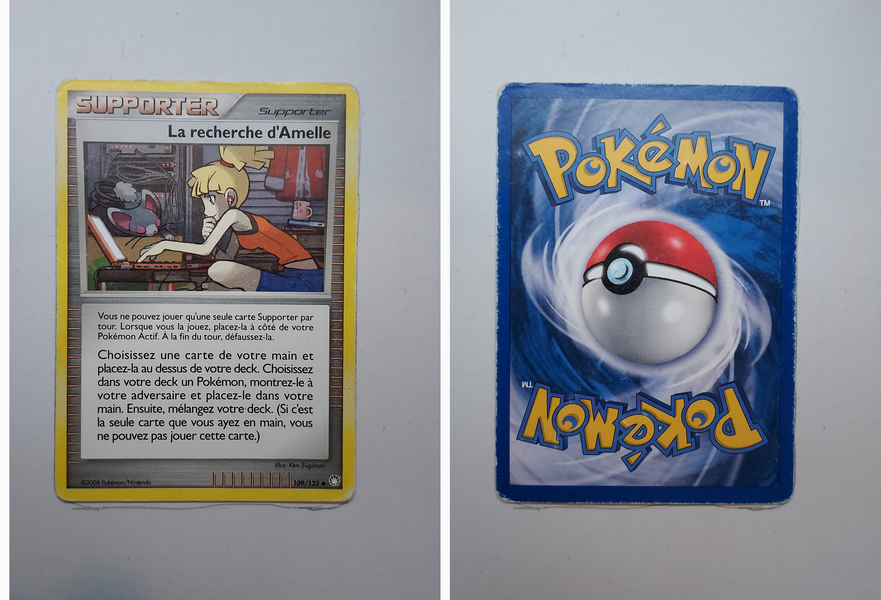 SUPPORTER
Supporter
La recherche d'Amelle
Vous ne pouvez jouer qu'une seule carte Supporter par
tour. Lorsque vous la jouez, placez-la à côté de votre
Pokémon Actif. À la fin du tour, défaussez-la.
Choisissez une carte de votre main et
placez-la au dessus de votre deck. Choisissez
dans votre deck un Pokémon, montrez-le à
votre adversaire et placez-le dans votre
main. Ensuite, mélangez votre deck. (Si c'est
la seule carte que vous ayez en main, vous
ne pouvez pas jouer cette carte.)
Illus. Ken Sugimori
©2008 Pokémon/Nintendo
109/123
POKéMON
TM
TM
POKéMON